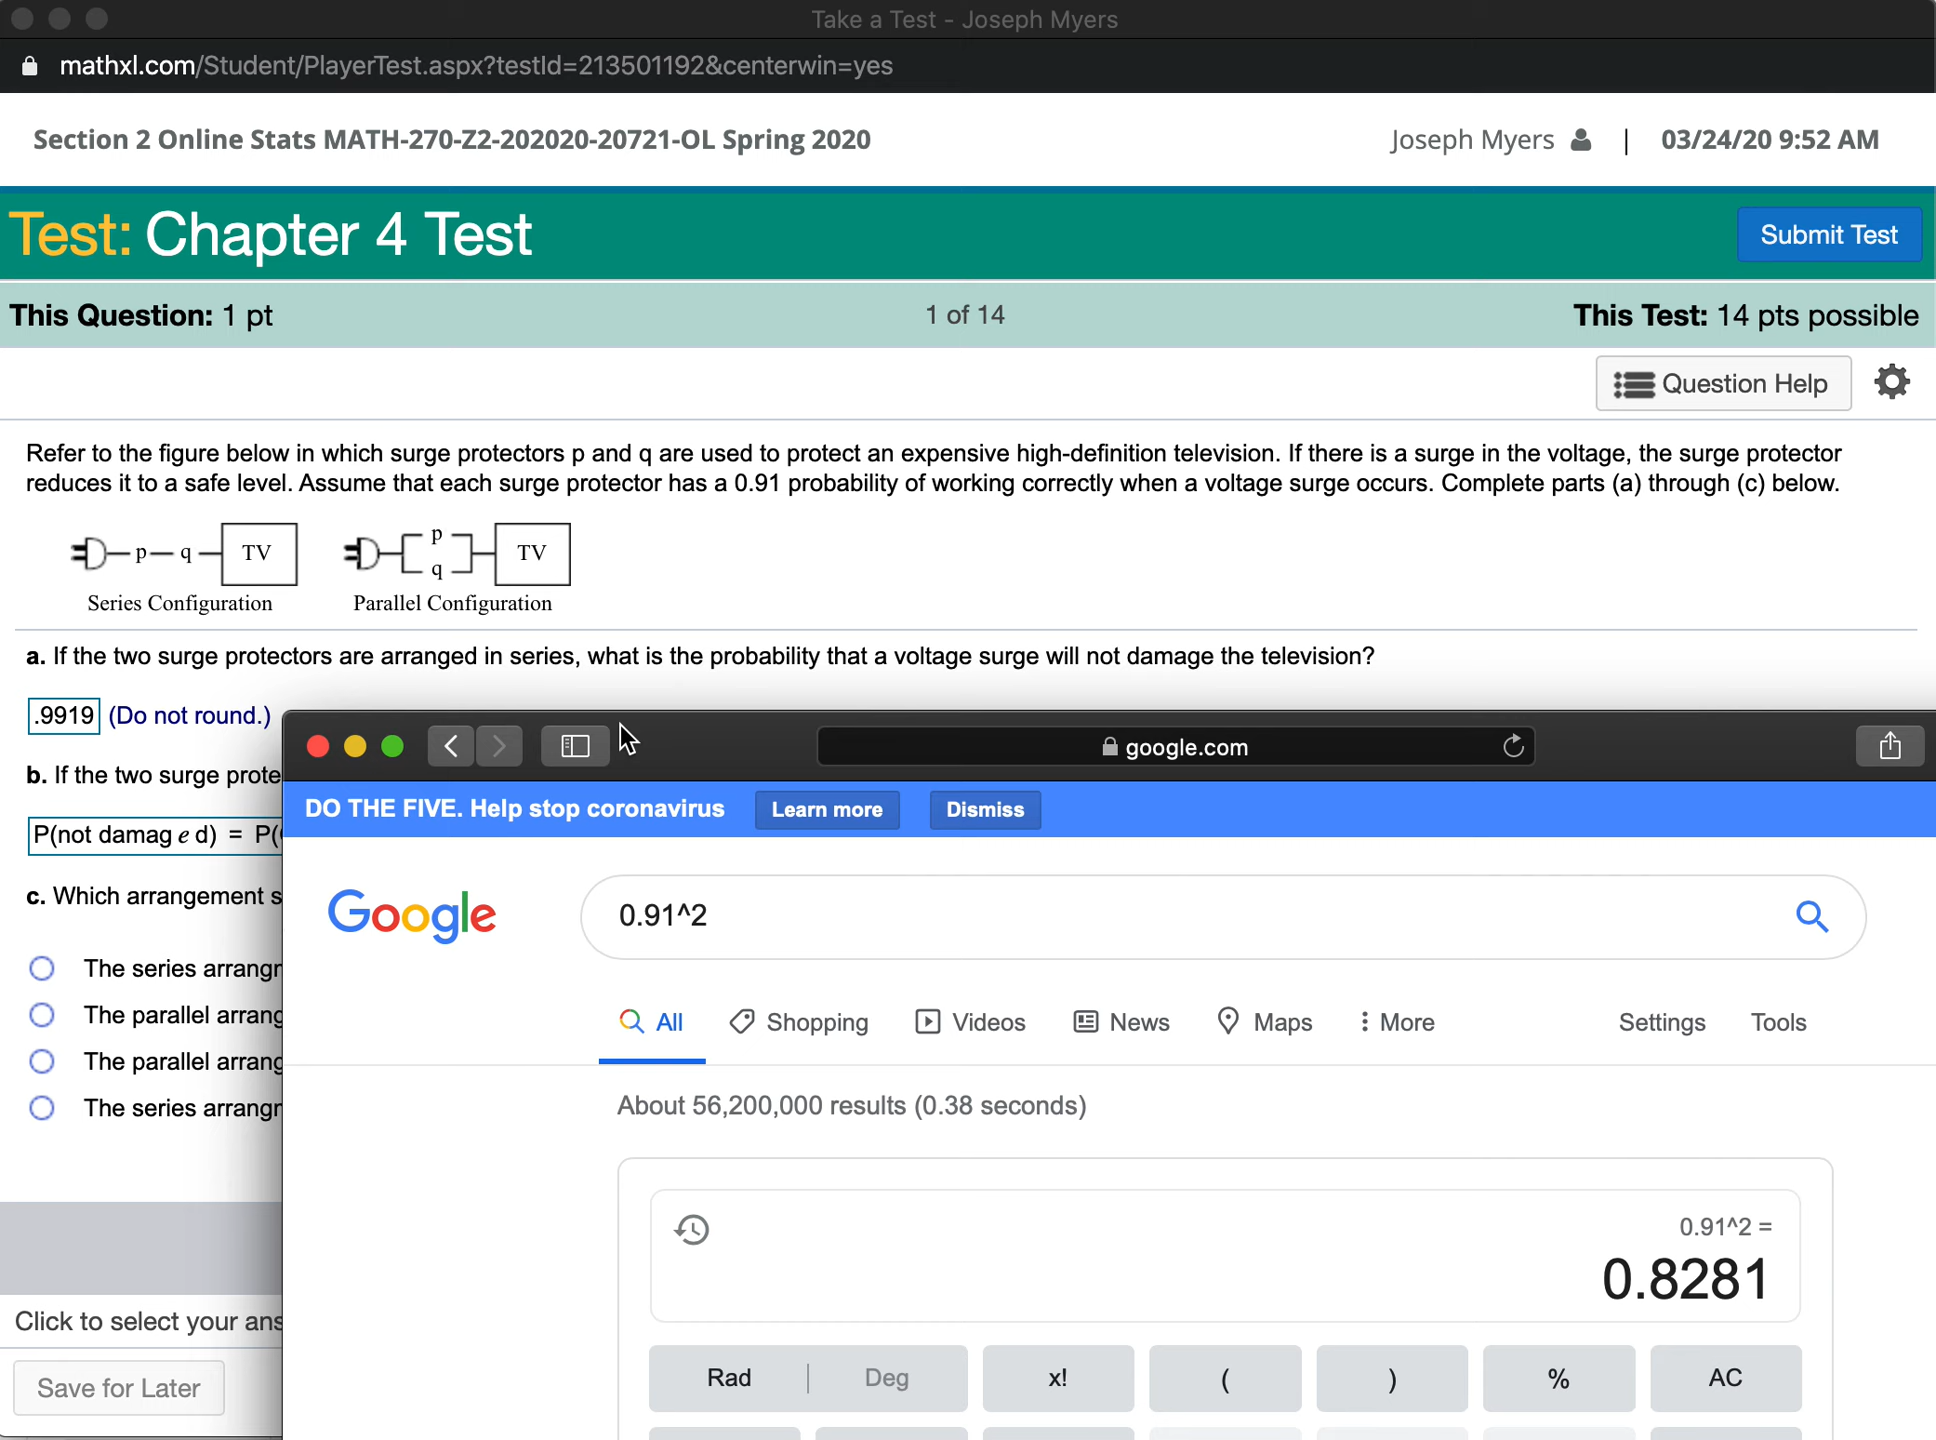 Take a Test - Joseph Myers
mathxl.com/Student/PlayerTest.aspx?testId=213501192&centerwin=yes
Section 2 Online Stats MATH-270-Z2-202020-20721-OL Spring 2020
Joseph Myers | 03/24/20 9:52 AM
Test: Chapter 4 Test
Submit Test
This Question: 1 pt
1 of 14
This Test: 14 pts possible
Question Help
Refer to the figure below in which surge protectors p and q are used to protect an expensive high-definition television. If there is a surge in the voltage, the surge protector
reduces it to a safe level. Assume that each surge protector has a 0.91 probability of working correctly when a voltage surge occurs. Complete parts (a) through (c) below.
p q TV
Series Configuration
p
q
TV
Parallel Configuration
a. If the two surge protectors are arranged in series, what is the probability that a voltage surge will not damage the television?
.9919 (Do not round.)
b. If the two surge prote
P(not damag e d) = P(
c. Which arrangement s
The series arrangr
The parallel arrang
The parallel arrang
The series arrangr
Click to select your ans
Save for Later
google.com
DO THE FIVE. Help stop coronavirus
Learn more
Dismiss
Google
0.91^2
All
Shopping
Videos
News
Maps
More
Settings
Tools
About 56,200,000 results (0.38 seconds)
0.91^2 =
0.8281
Rad | Deg
x!
(
)
%
AC